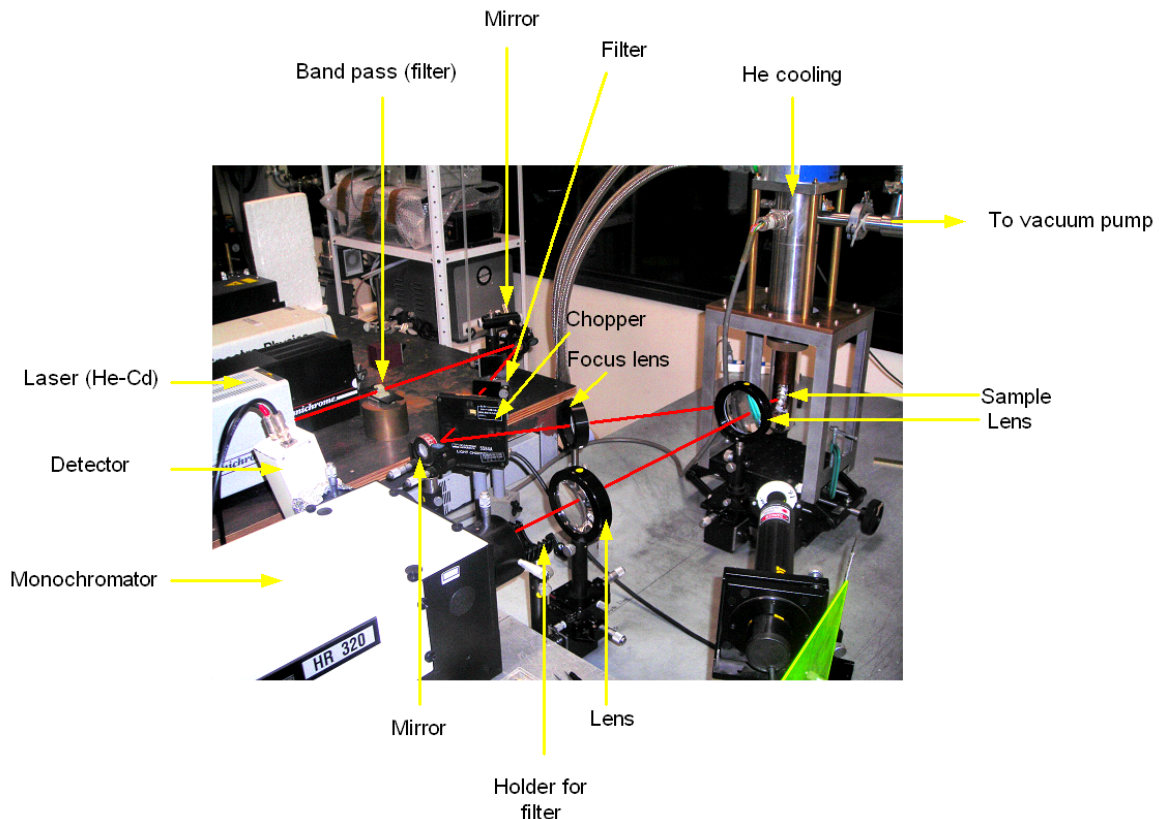 Mirror
Filter
Band pass (filter)
He cooling
To vacuum pump
Chopper
Focus lens
Laser (He-Cd)
Sample
Lens
Detector
Monochromator
HR 320
Mirror
Lens
Holder for
filter